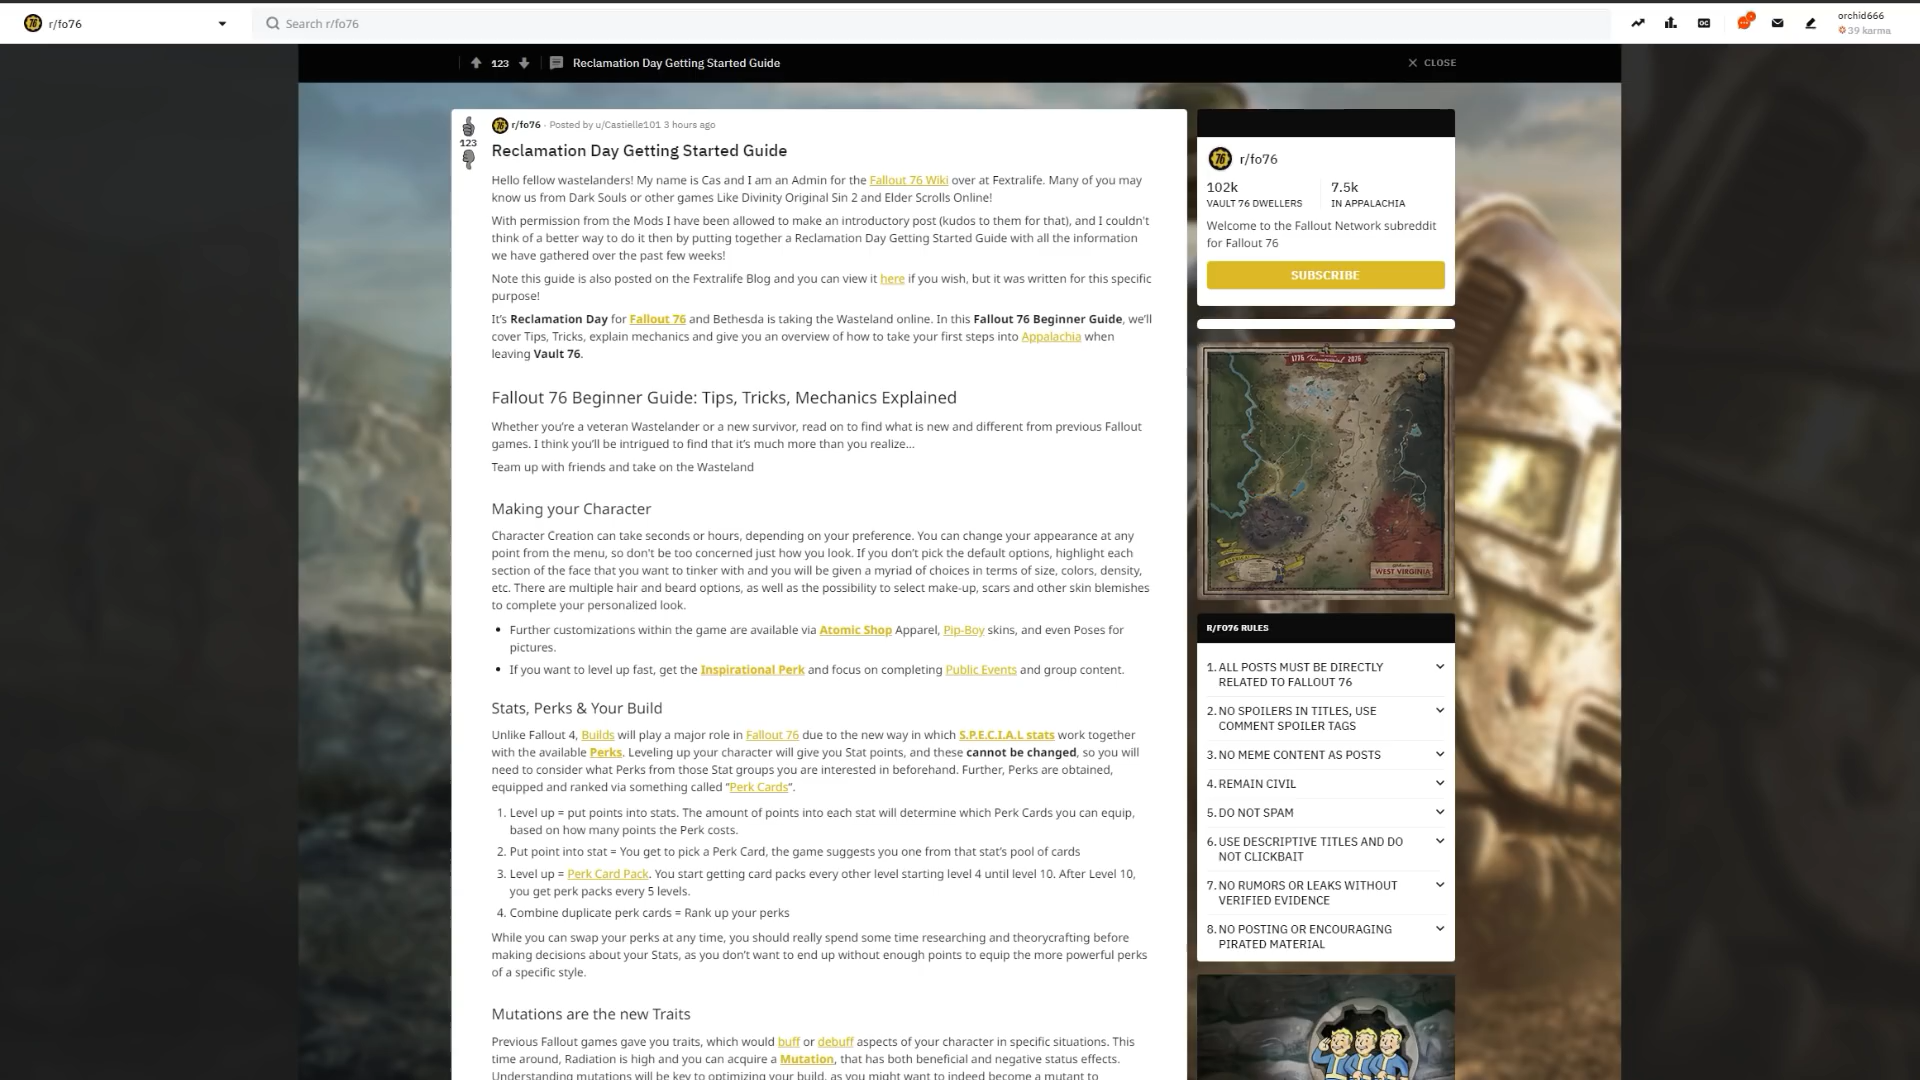 r/fo76
Search r/fo76
orchid666
39 karma
123
Reclamation Day Getting Started Guide
CLOSE
r/fo76 · Posted by u/Castielle101 3 hours ago
123
Reclamation Day Getting Started Guide
Hello fellow wastelanders! My name is Cas and I am an Admin for the Fallout 76 Wiki over at Fextralife. Many of you may
know us from Dark Souls or other games Like Divinity Original Sin 2 and Elder Scrolls Online!
With permission from the Mods I have been allowed to make an introductory post (kudos to them for that), and I couldn't
think of a better way to do it then by putting together a Reclamation Day Getting Started Guide with all the information
we have gathered over the past few weeks!
Note this guide is also posted on the Fextralife Blog and you can view it here if you wish, but it was written for this specific
purpose!
It’s Reclamation Day for Fallout 76 and Bethesda is taking the Wasteland online. In this Fallout 76 Beginner Guide, we’ll
cover Tips, Tricks, explain mechanics and give you an overview of how to take your first steps into Appalachia when
leaving Vault 76.
Fallout 76 Beginner Guide: Tips, Tricks, Mechanics Explained
Whether you’re a veteran Wastelander or a new survivor, read on to find what is new and different from previous Fallout
games. I think you’ll be intrigued to find that it’s much more than you realize…
Team up with friends and take on the Wasteland
Making your Character
Character Creation can take seconds or hours, depending on your preference. You can change your appearance at any
point from the menu, so don't be too concerned just how you look. If you don’t pick the default options, highlight each
section of the face that you want to tinker with and you will be given a myriad of choices in terms of size, colors, density,
etc. There are multiple hair and beard options, as well as the possibility to select make-up, scars and other skin blemishes
to complete your personalized look.
• Further customizations within the game are available via Atomic Shop Apparel, Pip-Boy skins, and even Poses for
pictures.
• If you want to level up fast, get the Inspirational Perk and focus on completing Public Events and group content.
Stats, Perks & Your Build
Unlike Fallout 4, Builds will play a major role in Fallout 76 due to the new way in which S.P.E.C.I.A.L stats work together
with the available Perks. Leveling up your character will give you Stat points, and these cannot be changed, so you will
need to consider what Perks from those Stat groups you are interested in beforehand. Further, Perks are obtained,
equipped and ranked via something called “Perk Cards”.
1. Level up = put points into stats. The amount of points into each stat will determine which Perk Cards you can equip,
based on how many points the Perk costs.
2. Put point into stat = You get to pick a Perk Card, the game suggests you one from that stat’s pool of cards
3. Level up = Perk Card Pack. You start getting card packs every other level starting level 4 until level 10. After Level 10,
you get perk packs every 5 levels.
4. Combine duplicate perk cards = Rank up your perks
While you can swap your perks at any time, you should really spend some time researching and theorycrafting before
making decisions about your Stats, as you don’t want to end up without enough points to equip the more powerful perks
of a specific style.
Mutations are the new Traits
Previous Fallout games gave you traits, which would buff or debuff aspects of your character in specific situations. This
time around, Radiation is high and you can acquire a Mutation, that has both beneficial and negative status effects.
Understanding mutations will be key to optimizing your build, as you might want to indeed become a mutant to
r/fo76
102k
VAULT 76 DWELLERS
7.5k
IN APPALACHIA
Welcome to the Fallout Network subreddit
for Fallout 76
SUBSCRIBE
1776 Tricentennial 2076
WEST VIRGINIA
R/FO76 RULES
1. ALL POSTS MUST BE DIRECTLY
RELATED TO FALLOUT 76
2. NO SPOILERS IN TITLES, USE
COMMENT SPOILER TAGS
3. NO MEME CONTENT AS POSTS
4. REMAIN CIVIL
5. DO NOT SPAM
6. USE DESCRIPTIVE TITLES AND DO
NOT CLICKBAIT
7. NO RUMORS OR LEAKS WITHOUT
VERIFIED EVIDENCE
8. NO POSTING OR ENCOURAGING
PIRATED MATERIAL